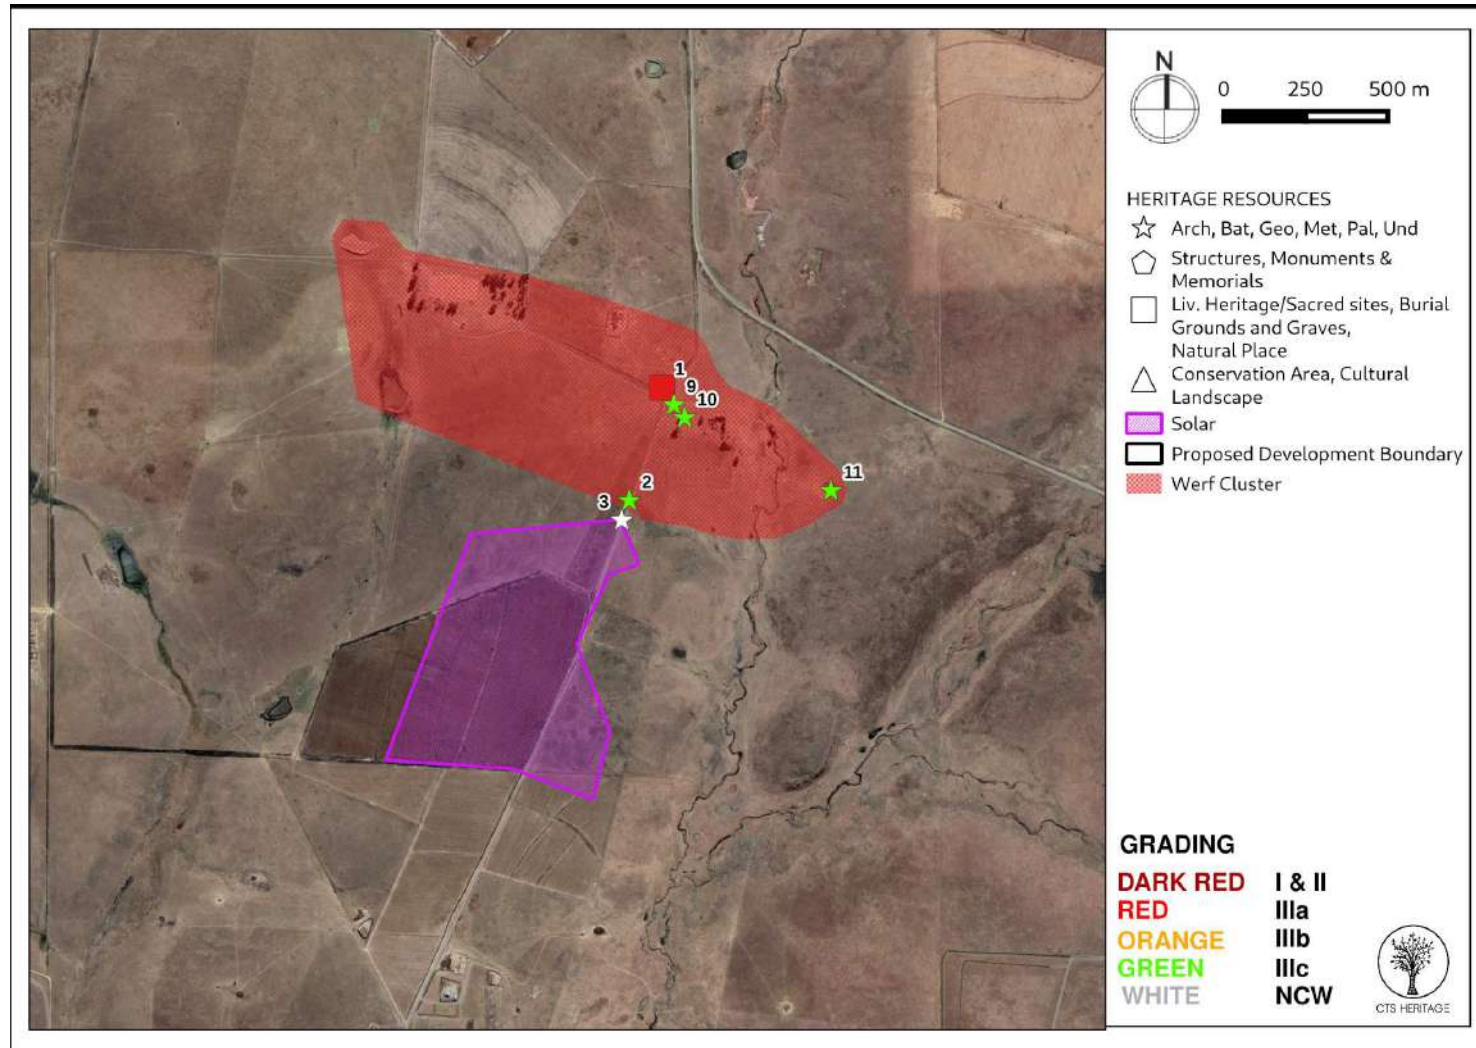 N
0 250 500 m
HERITAGE RESOURCES
Arch, Bat, Geo, Met, Pal, Und
Structures, Monuments &
Memorials
Liv. Heritage/Sacred sites, Burial
Grounds and Graves,
Natural Place
Conservation Area, Cultural
Landscape
Solar
Proposed Development Boundary
Werf Cluster
1
9
10
11
2
3
GRADING
DARK RED I & II
RED IIIa
ORANGE IIIb
GREEN IIIc
WHITE NCW
CTS HERITAGE